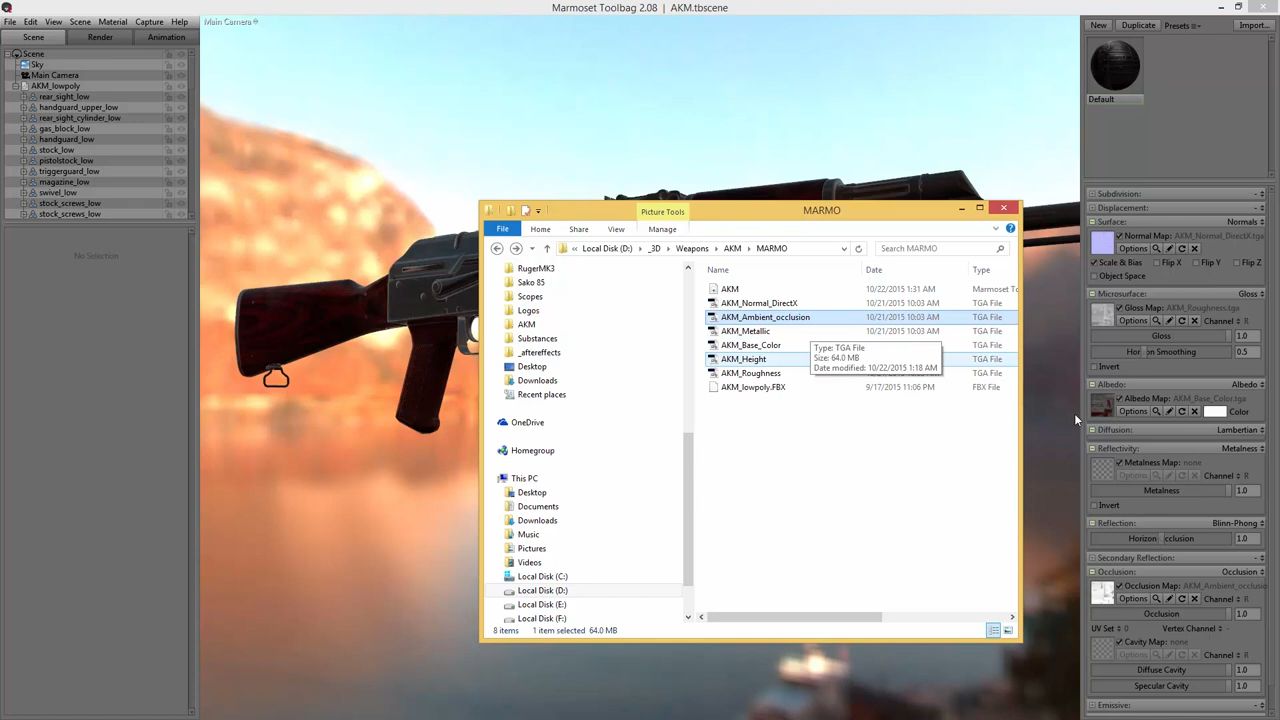 Marmoset Toolbag 2.08 | AKM.tbscene
File Edit View Scene Material Capture Help
Main Camera
New Duplicate Presets Import...
Scene Render Animation
Scene
Sky
Main Camera
AKM_lowpoly
rear_sight_low
handguard_upper_low
rear_sight_cylinder_low
gas_block_low
handguard_low
stock_low
pistolstock_low
triggerguard_low
magazine_low
swivel_low
stock_screws_low
stock_screws_low
No Selection
Picture Tools
MARMO
File Home Share View Manage
Local Disk (D:) _3D Weapons AKM MARMO
Search MARMO
RugerMK3
Sako 85
Scopes
Logos
AKM
Substances
_aftereffects
Desktop
Downloads
Recent places
OneDrive
Homegroup
This PC
Desktop
Documents
Downloads
Music
Pictures
Videos
Local Disk (C:)
Local Disk (D:)
Local Disk (E:)
Local Disk (F:)
Name Date Type
AKM 10/22/2015 1:31 AM Marmoset To
AKM_Normal_DirectX 10/21/2015 10:03 AM TGA File
AKM_Ambient_occlusion 10/21/2015 10:03 AM TGA File
AKM_Metallic 10/21/2015 10:03 AM TGA File
AKM_Base_Color TGA File
AKM_Height TGA File
AKM_Roughness TGA File
AKM_lowpoly.FBX 9/17/2015 11:06 PM FBX File
Type: TGA File
Size: 64.0 MB
Date modified: 10/22/2015 1:18 AM
8 items 1 item selected 64.0 MB
Default
Subdivision: -
Displacement: -
Surface: Normals
Normal Map: AKM_Normal_DirectX.tga
Options
Scale & Bias Flip X Flip Y Flip Z
Object Space
Microsurface: Gloss
Gloss Map: AKM_Roughness.tga
Options Channel R
Gloss 1.0
Hor n Smoothing 0.5
Invert
Albedo: Albedo
Albedo Map: AKM_Base_Color.tga
Options Color
Diffusion: Lambertian
Reflectivity: Metalness
Metalness Map: none
Options Channel R
Metalness 1.0
Invert
Reflection: Blinn-Phong
Horizon cclusion 1.0
Secondary Reflection: -
Occlusion: Occlusion
Occlusion Map: AKM_Ambient_occlusio
Options Channel R
Occlusion 1.0
UV Set 0 Vertex Channel -
Cavity Map: none
Options Channel R
Diffuse Cavity 1.0
Specular Cavity 1.0
Emissive: -